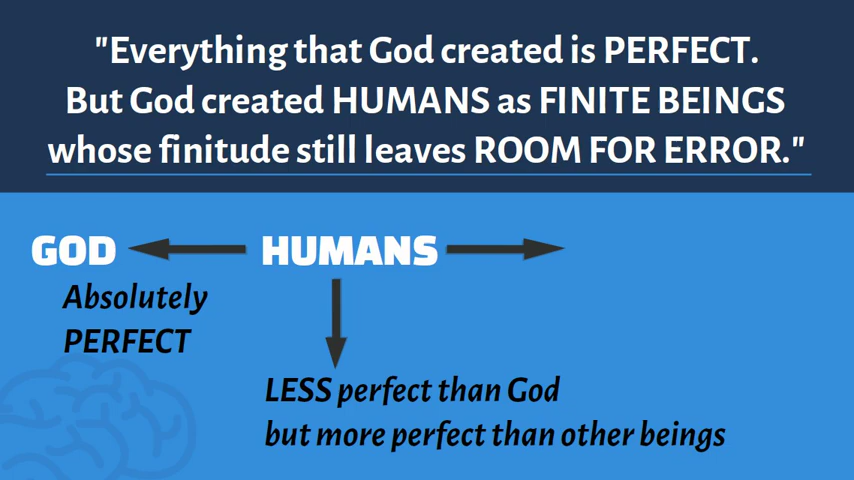 "Everything that God created is PERFECT.
But God created HUMANS as FINITE BEINGS
whose finitude still leaves ROOM FOR ERROR."
GOD
HUMANS
Absolutely
PERFECT
LESS perfect than God
but more perfect than other beings